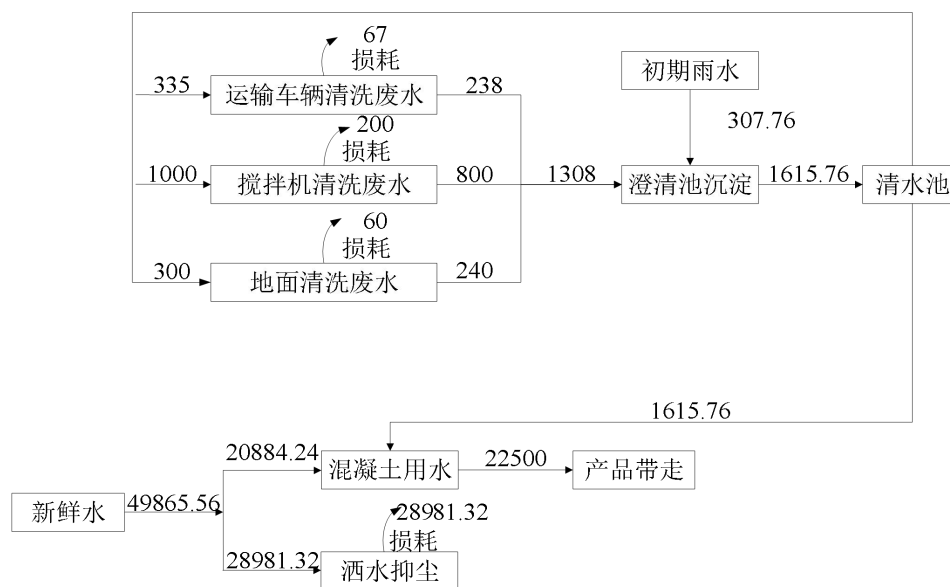 67
损耗
初期雨水
335
运输车辆清洗废水
238
307.76
200
损耗
1000
搅拌机清洗废水
800
1308
澄清池沉淀
1615.76
清水池
60
损耗
300
地面清洗废水
240
1615.76
20884.24
混凝土用水
22500
产品带走
新鲜水
49865.56
28981.32
损耗
28981.32
洒水抑尘